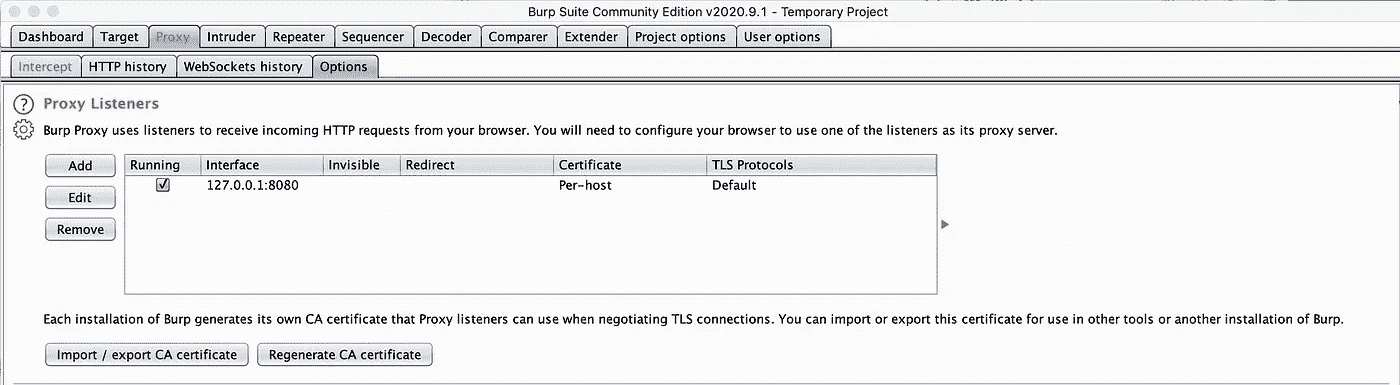 Burp Suite Community Edition v2020.9.1 - Temporary Project
Dashboard Target Proxy Intruder Repeater Sequencer Decoder Comparer Extender Project options User options
Intercept HTTP history WebSockets history Options
? Proxy Listeners
Burp Proxy uses listeners to receive incoming HTTP requests from your browser. You will need to configure your browser to use one of the listeners as its proxy server.
Add Running Interface Invisible Redirect Certificate TLS Protocols
127.0.0.1:8080 Per-host Default
Edit
Remove
Each installation of Burp generates its own CA certificate that Proxy listeners can use when negotiating TLS connections. You can import or export this certificate for use in other tools or another installation of Burp.
Import / export CA certificate Regenerate CA certificate